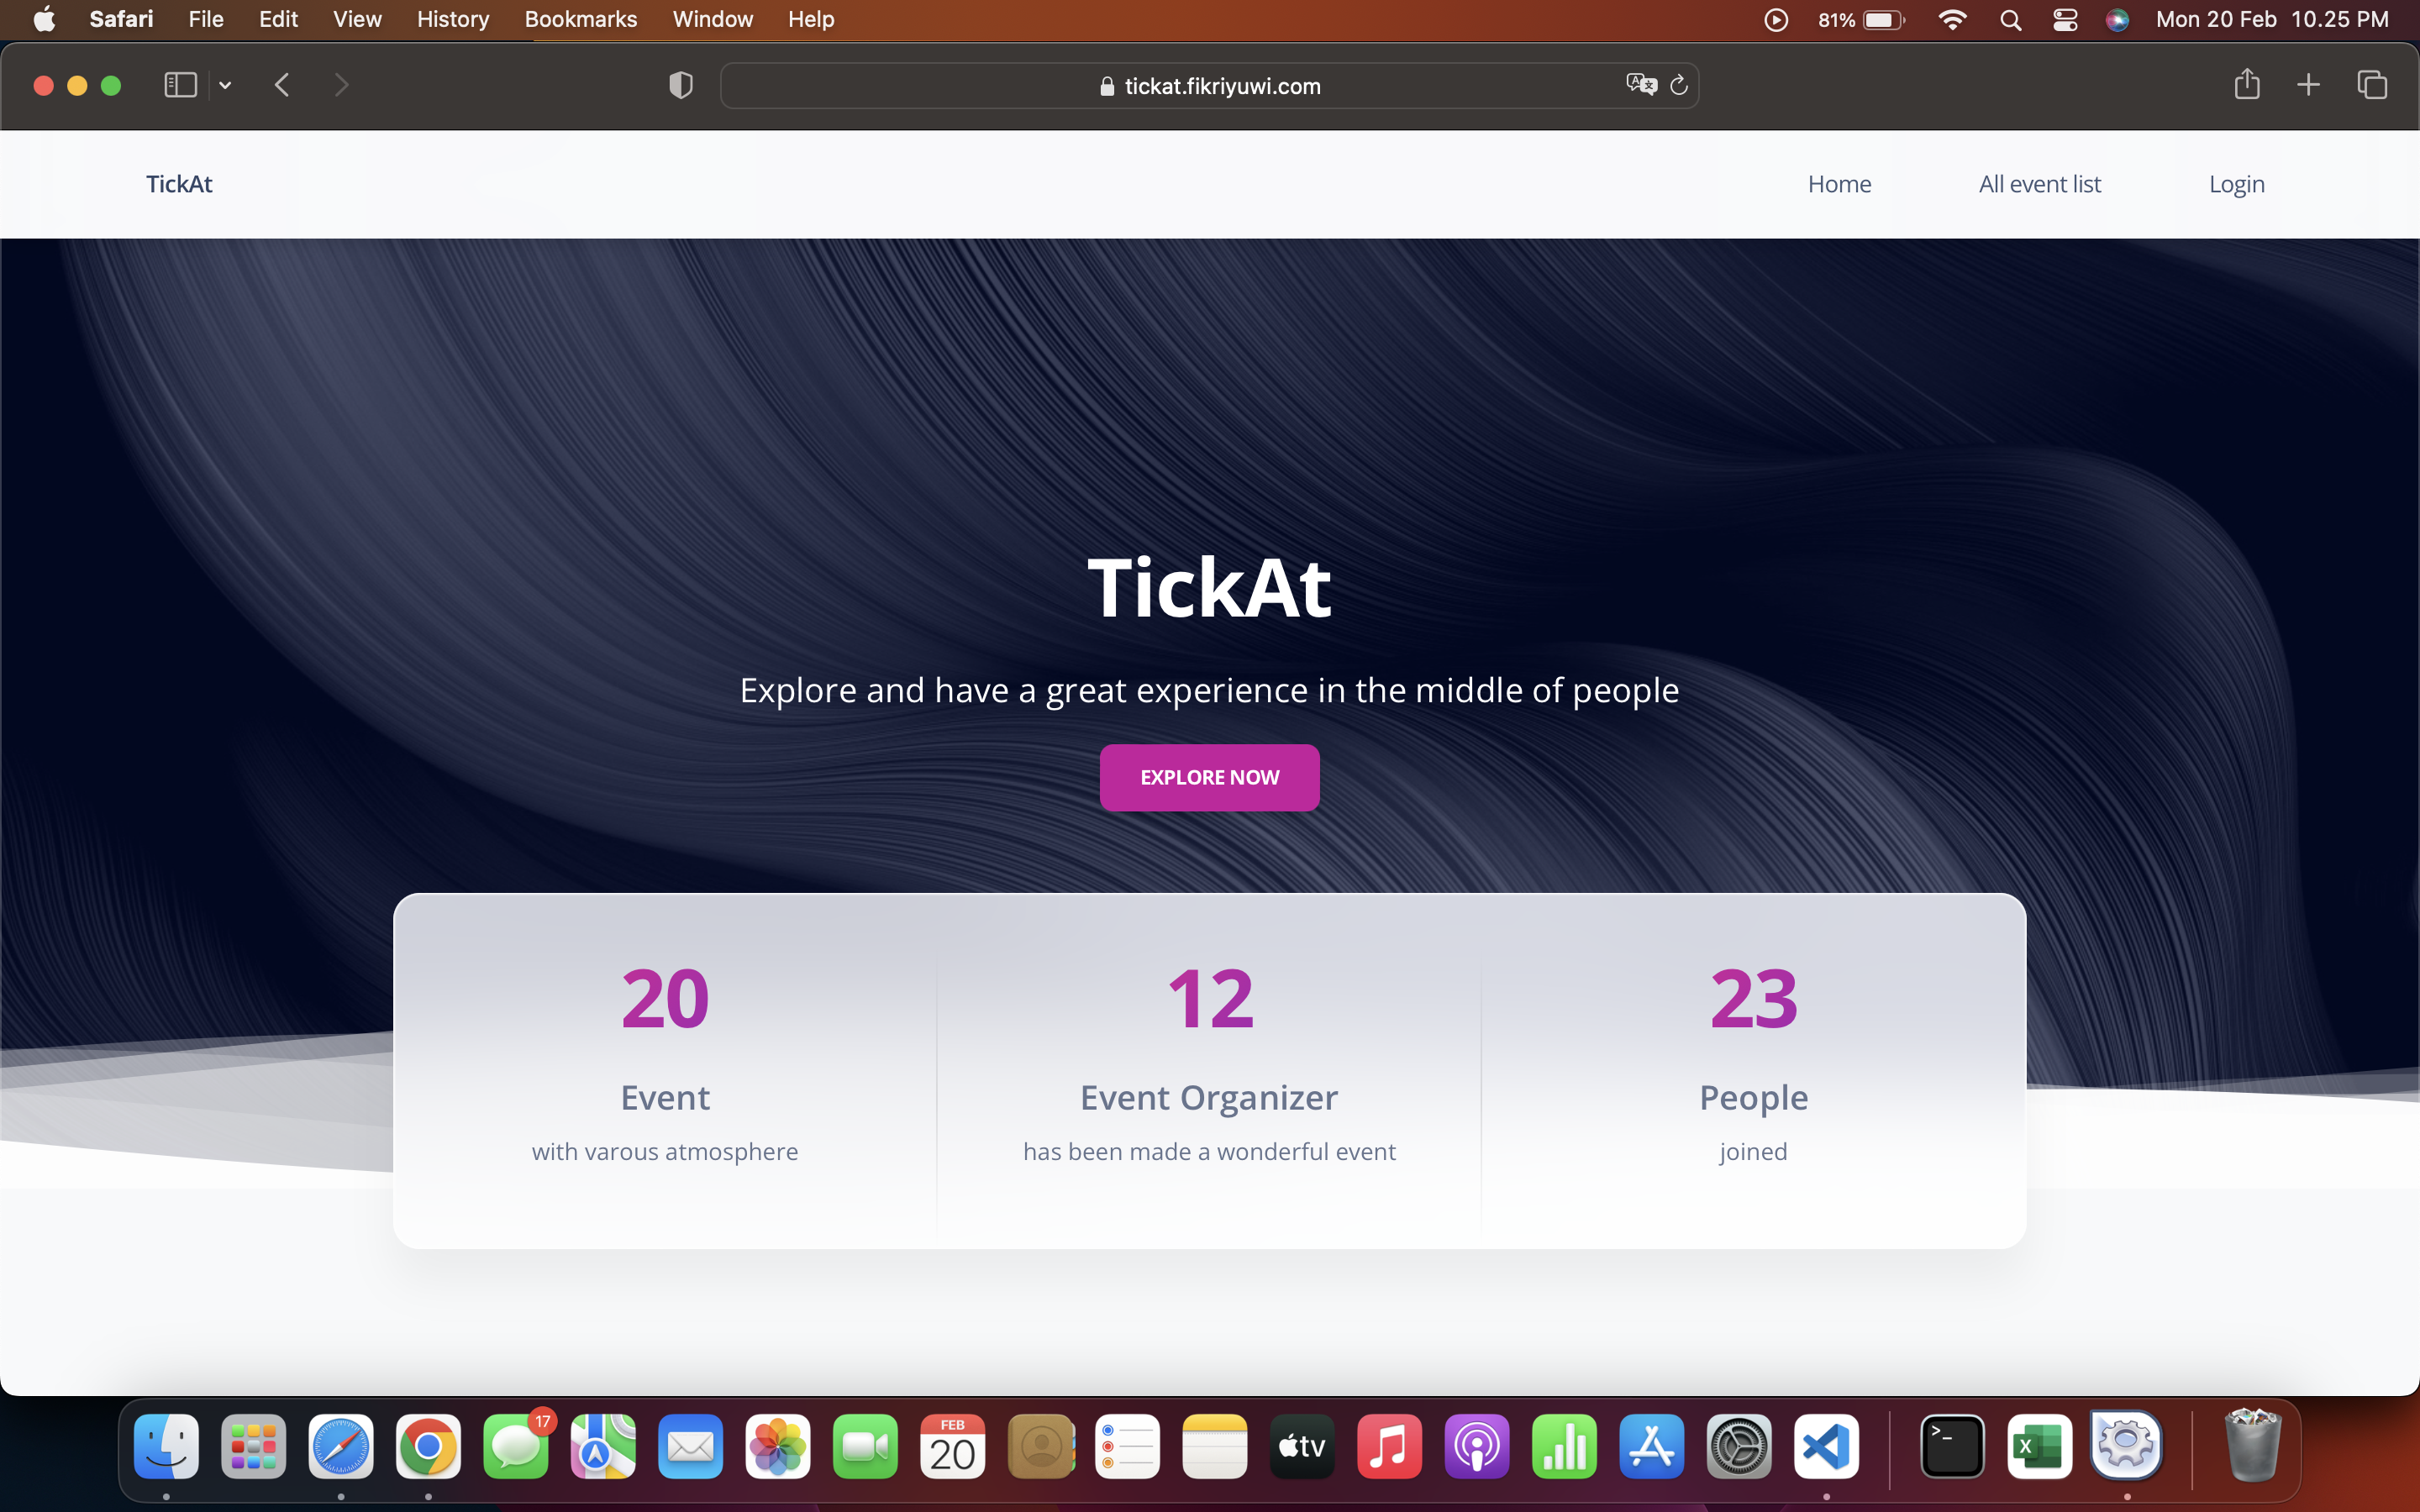 Safari File Edit View History Bookmarks Window Help 81% Mon 20 Feb 10.25 PM
tickat.fikriyuwi.com
TickAt Home All event list Login
TickAt
Explore and have a great experience in the middle of people
EXPLORE NOW
20 12 23
Event Event Organizer People
with varous atmosphere has been made a wonderful event joined
17
FEB
20
tv
>_
X